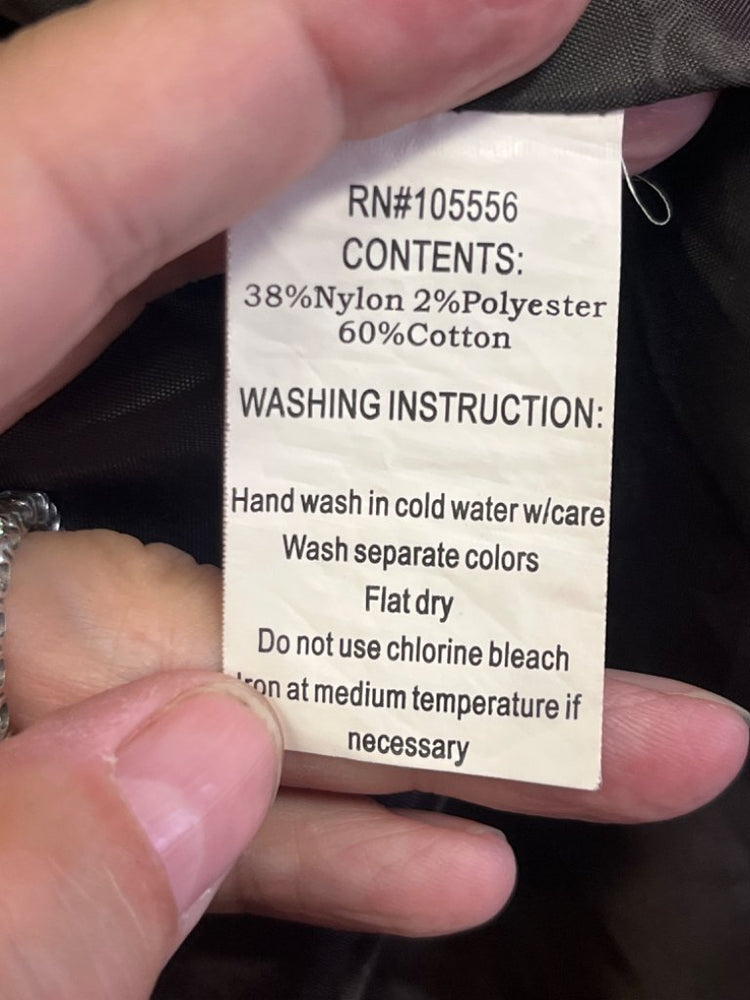 RN#105556
CONTENTS:
38%Nylon 2%Polyester
60%Cotton
WASHING INSTRUCTION:
Hand wash in cold water w/care
Wash separate colors
Flat dry
Do not use chlorine bleach
Iron at medium temperature if
necessary